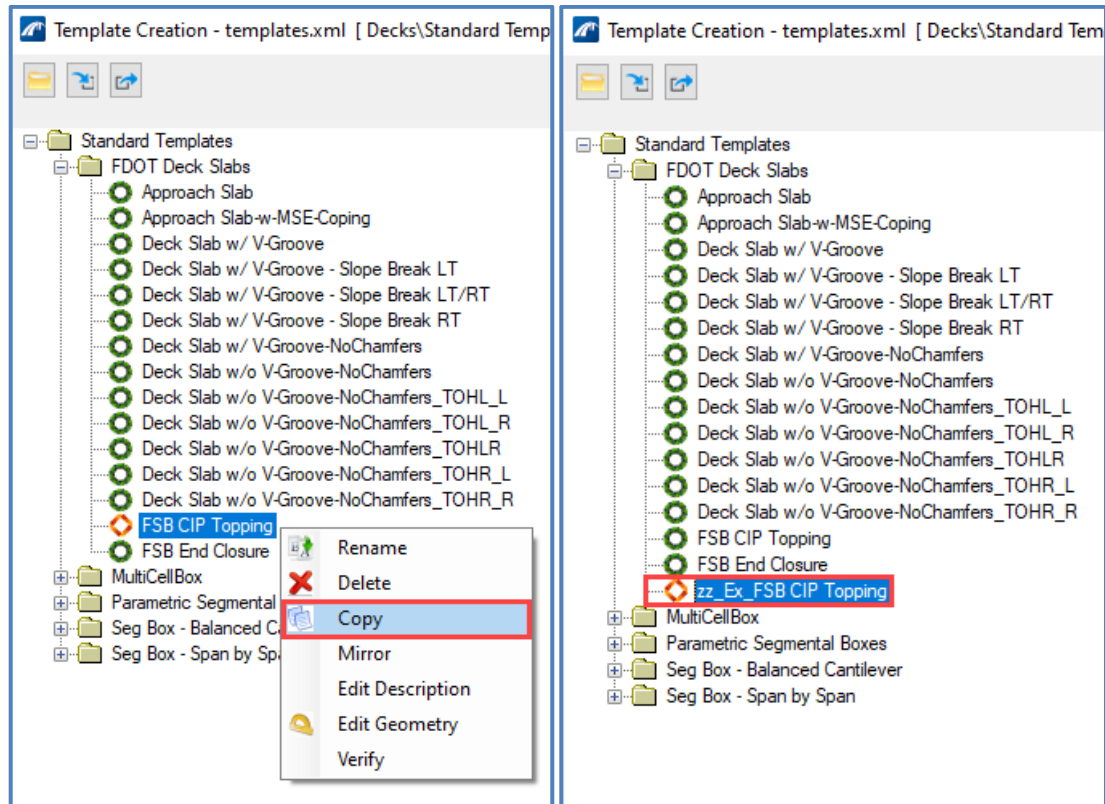 Template Creation - templates.xml [ Decks\Standard Temp
Standard Templates
FDOT Deck Slabs
Approach Slab
Approach Slab-w-MSE-Coping
Deck Slab w/ V-Groove
Deck Slab w/ V-Groove - Slope Break LT
Deck Slab w/ V-Groove - Slope Break LT/RT
Deck Slab w/ V-Groove - Slope Break RT
Deck Slab w/ V-Groove-NoChamfers
Deck Slab w/o V-Groove-NoChamfers
Deck Slab w/o V-Groove-NoChamfers_TOHL_L
Deck Slab w/o V-Groove-NoChamfers_TOHL_R
Deck Slab w/o V-Groove-NoChamfers_TOHLR
Deck Slab w/o V-Groove-NoChamfers_TOHR_L
Deck Slab w/o V-Groove-NoChamfers_TOHR_R
FSB CIP Topping
FSB End Closure
MultiCellBox
Parametric Segmental
Seg Box - Balanced Ca
Seg Box - Span by Spa
Rename
Delete
Copy
Mirror
Edit Description
Edit Geometry
Verify
Template Creation - templates.xml [ Decks\Standard Tem
Standard Templates
FDOT Deck Slabs
Approach Slab
Approach Slab-w-MSE-Coping
Deck Slab w/ V-Groove
Deck Slab w/ V-Groove - Slope Break LT
Deck Slab w/ V-Groove - Slope Break LT/RT
Deck Slab w/ V-Groove - Slope Break RT
Deck Slab w/ V-Groove-NoChamfers
Deck Slab w/o V-Groove-NoChamfers
Deck Slab w/o V-Groove-NoChamfers_TOHL_L
Deck Slab w/o V-Groove-NoChamfers_TOHL_R
Deck Slab w/o V-Groove-NoChamfers_TOHLR
Deck Slab w/o V-Groove-NoChamfers_TOHR_L
Deck Slab w/o V-Groove-NoChamfers_TOHR_R
FSB CIP Topping
FSB End Closure
zz_Ex_FSB CIP Topping
MultiCellBox
Parametric Segmental Boxes
Seg Box - Balanced Cantilever
Seg Box - Span by Span